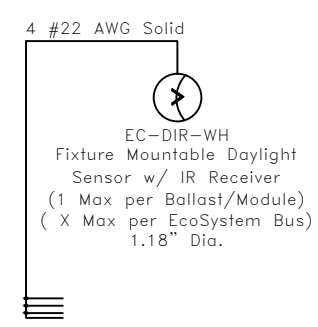 4 #22 AWG Solid
EC-DIR-WH
Fixture Mountable Daylight
Sensor w/ IR Receiver
(1 Max per Ballast/Module)
( X Max per EcoSystem Bus)
1.18" Dia.